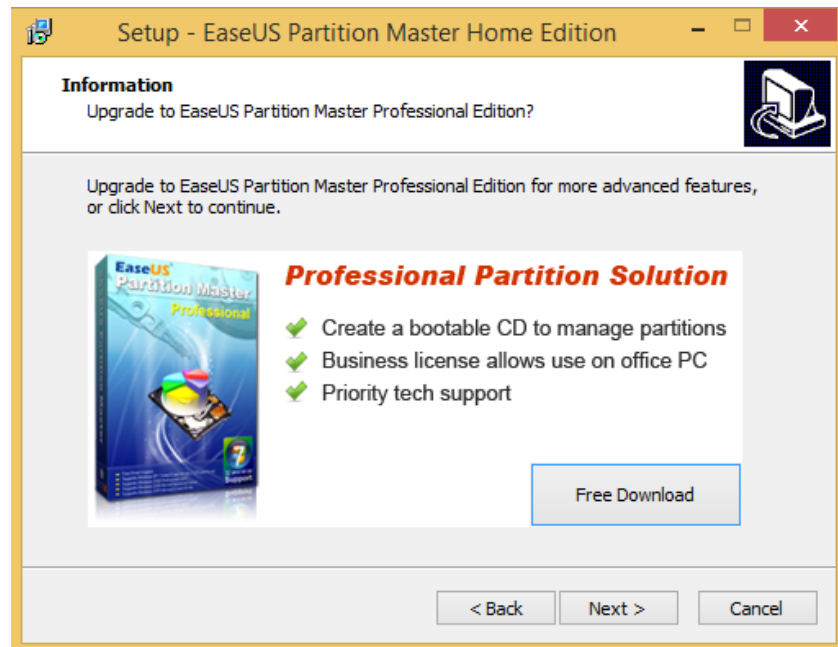 Setup - EaseUS Partition Master Home Edition
Information
Upgrade to EaseUS Partition Master Professional Edition?
Upgrade to EaseUS Partition Master Professional Edition for more advanced features,
or click Next to continue.
EaseUS
Partition Master
Professional
7
Support
Professional Partition Solution
Create a bootable CD to manage partitions
Business license allows use on office PC
Priority tech support
Free Download
< Back
Next >
Cancel